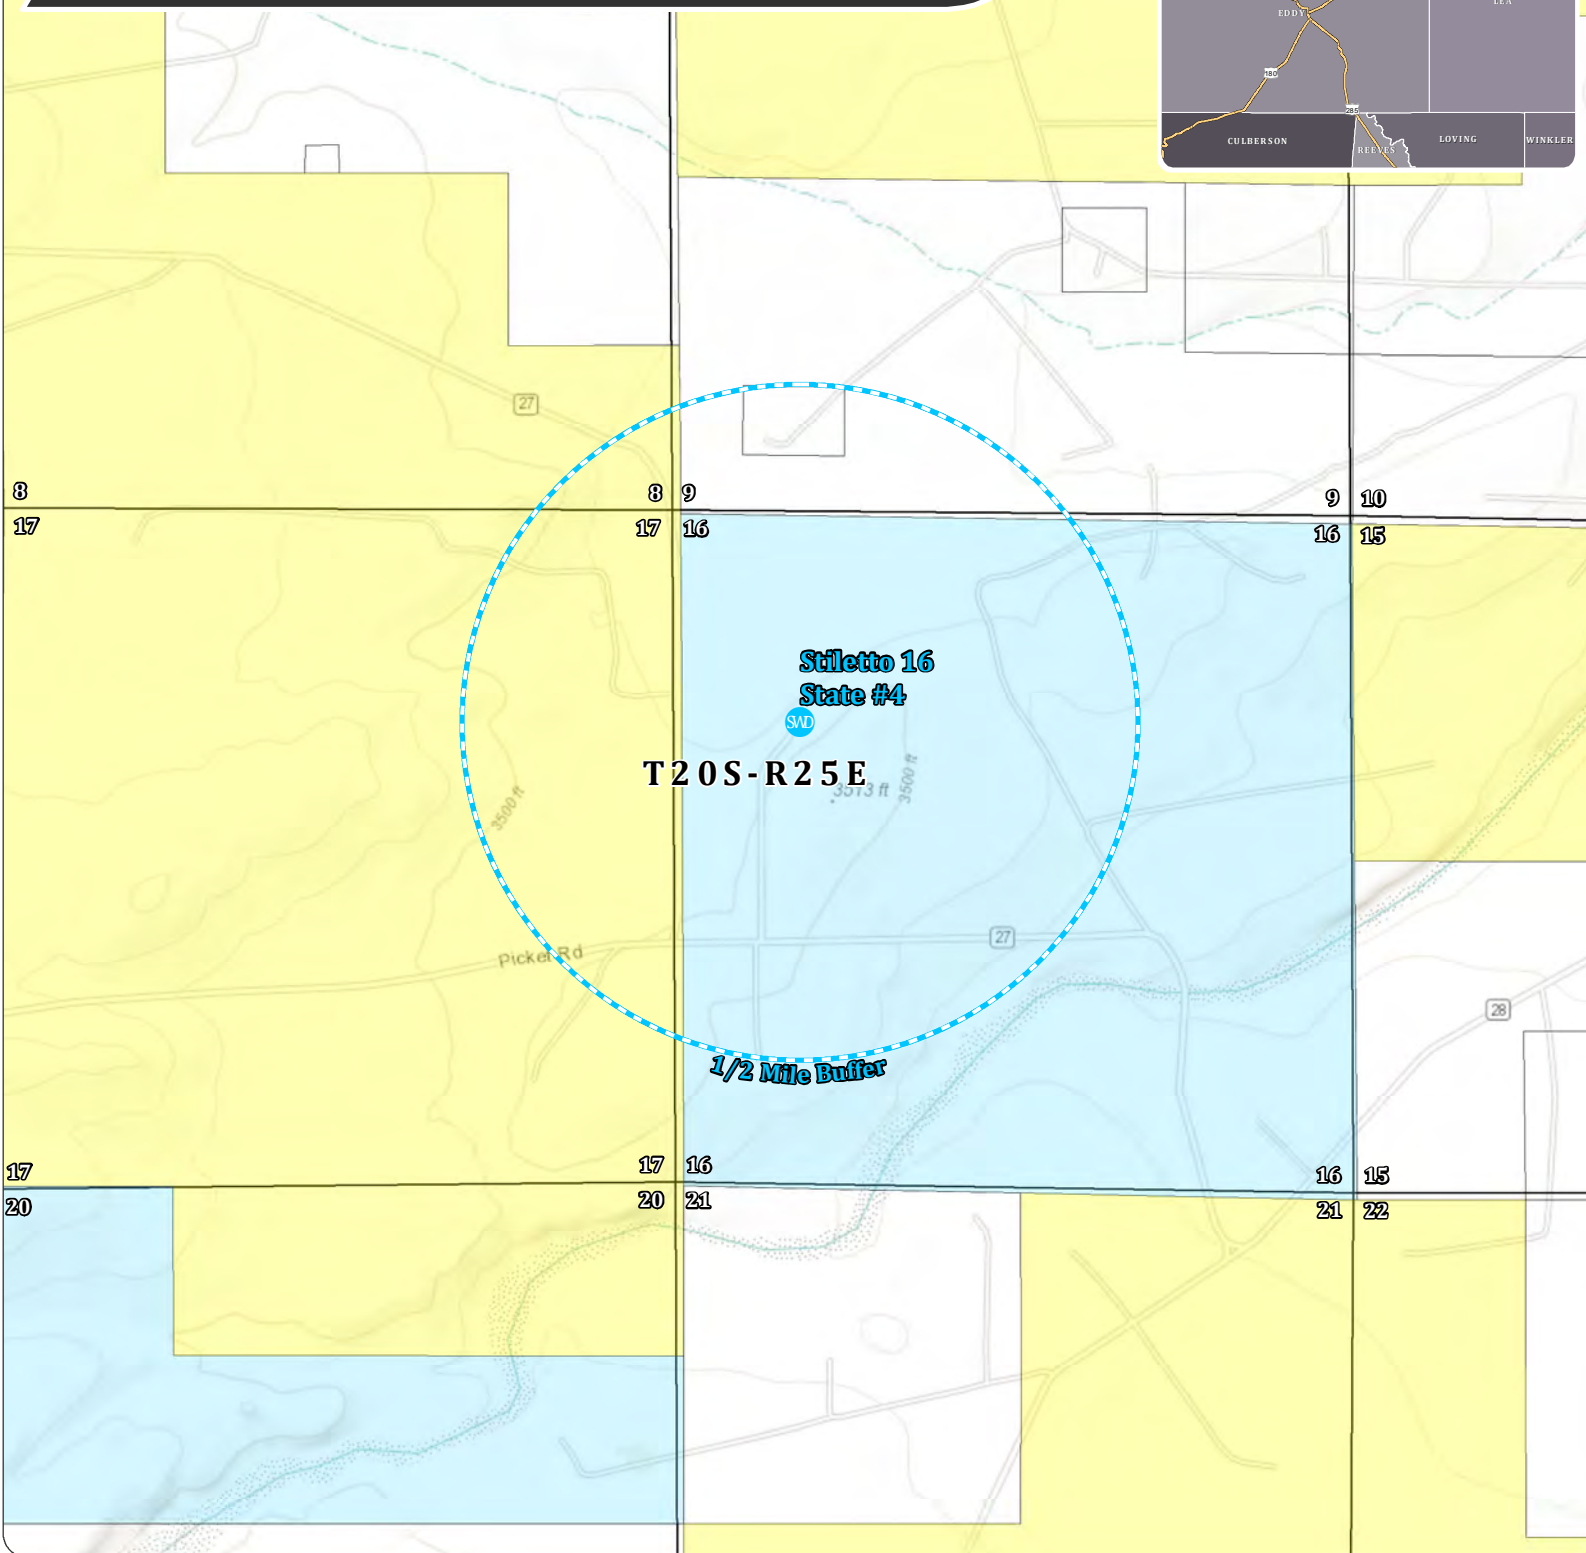 EDDY
LEA
180
285
CULBERSON
REEVES
LOVING
WINKLER
27
8
8
9
9
10
17
17
16
16
15
Stiletto 16
State #4
SWD
T20S-R25E
3513 ft
3500 ft
3500 ft
Picket Rd
27
28
1/2 Mile Buffer
17
17
16
16
15
20
20
21
21
22